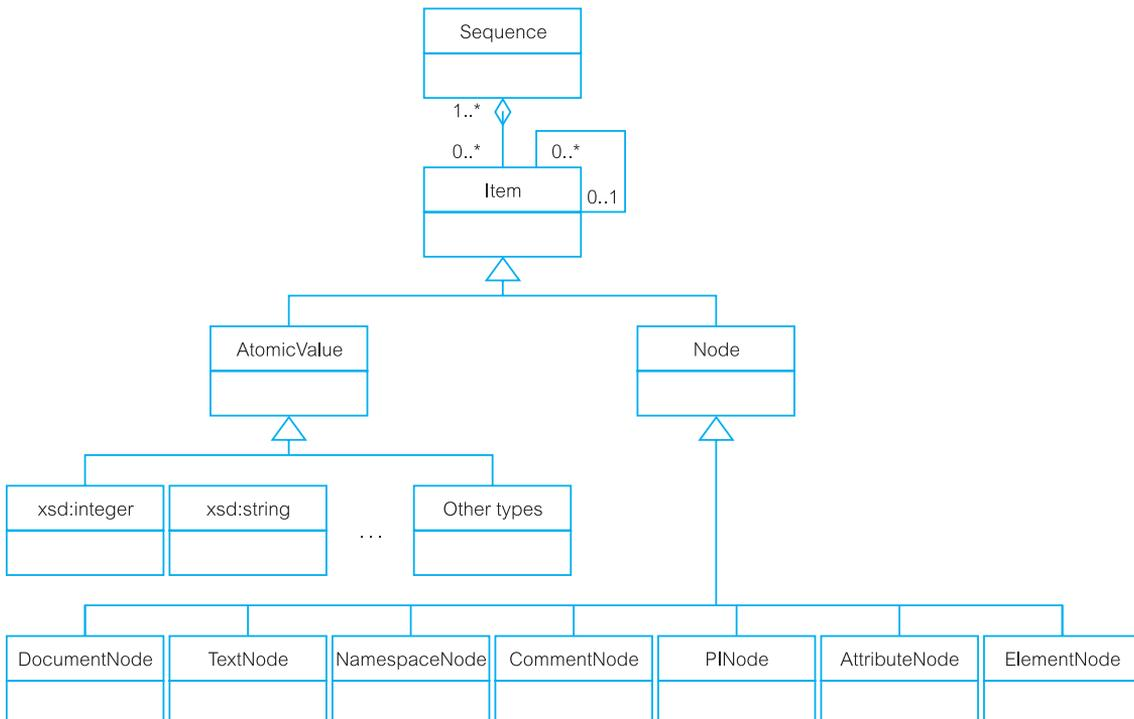 Sequence
1..*
0..*
0..*
Item
0..1
AtomicValue
Node
xsd:integer
xsd:string
...
Other types
DocumentNode
TextNode
NamespaceNode
CommentNode
PINode
AttributeNode
ElementNode